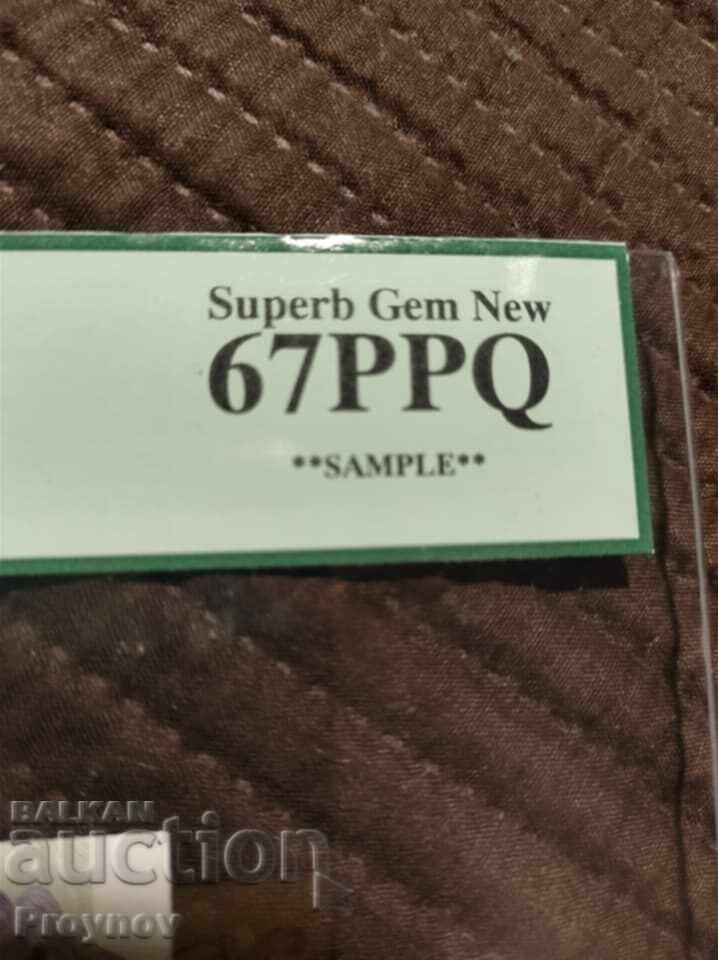 Superb Gem New
67PPQ
**SAMPLE**
BALKAN
auction
Proynov